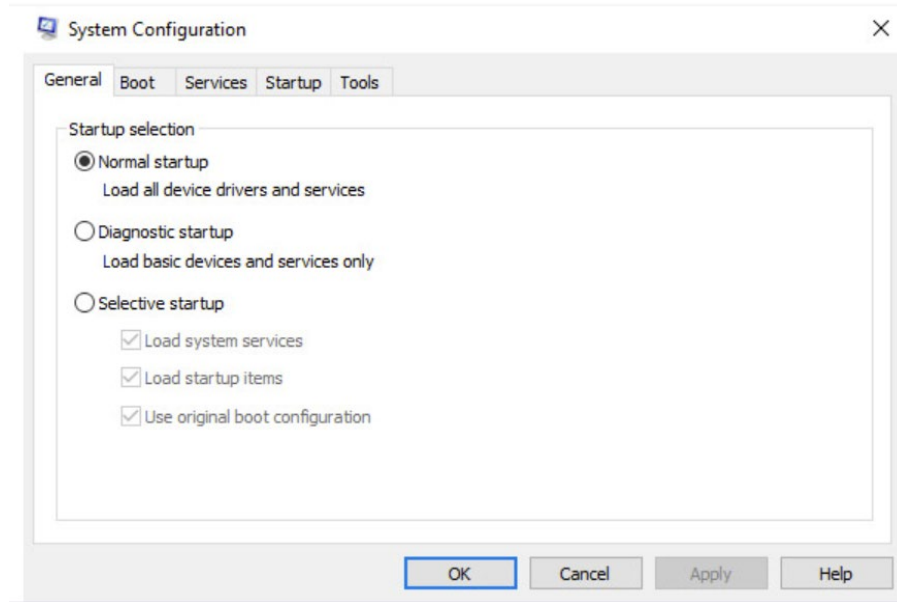 System Configuration
General Boot Services Startup Tools
Startup selection
Normal startup
Load all device drivers and services
Diagnostic startup
Load basic devices and services only
Selective startup
Load system services
Load startup items
Use original boot configuration
OK Cancel Apply Help